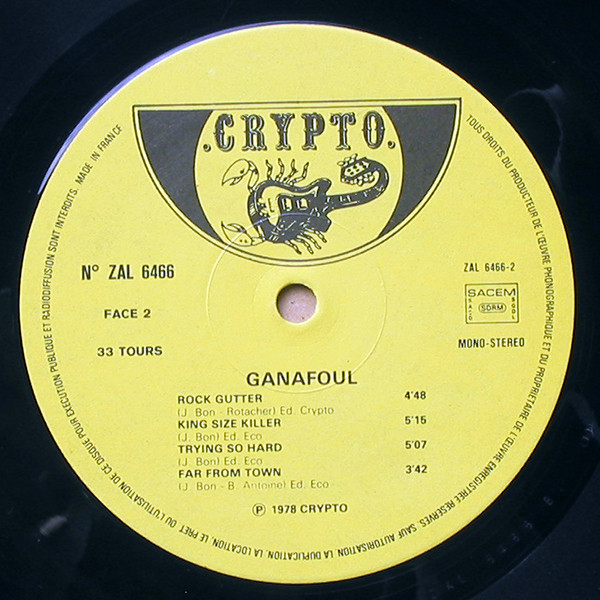 .CRYPTO.
N° ZAL 6466
FACE 2
33 TOURS
ZAL 6466-2
SACEM
SACD
SDRM
SGDL
MONO-STEREO
GANAFOUL
ROCK GUTTER 4'48
(J. Bon - Rotacher) Ed. Crypto
KING SIZE KILLER 5'15
(J. Bon) Ed. Eco
TRYING SO HARD 5'07
(J. Bon) Ed. Eco
FAR FROM TOWN 3'42
(J. Bon - B. Antoine) Ed. Eco
℗ 1978 CRYPTO
TOUS DROITS DU PRODUCTEUR DE L'ŒUVRE PHONOGRAPHIQUE ET DU PROPRIETAIRE DE L'ŒUVRE ENREGISTREE RESERVES. SAUF AUTORISATION, LA DUPLICATION, LA LOCATION, LE PRET, OU L'UTILISATION DE CE DISQUE POUR EXECUTION PUBLIQUE ET RADIODIFFUSION SONT INTERDITS. MADE IN FRANCE